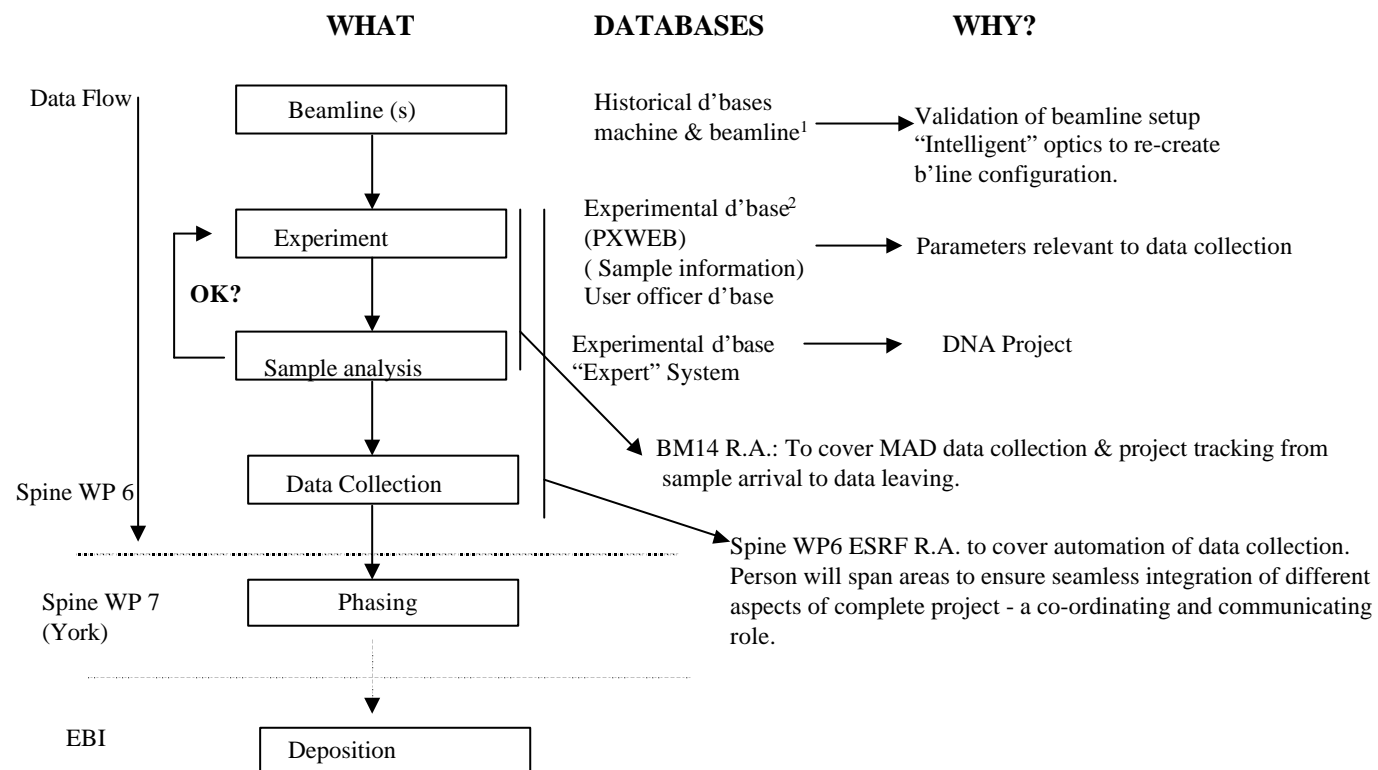 WHAT DATABASES WHY?
Data Flow
Beamline (s)
Historical d’bases
machine & beamline¹
Validation of beamline setup
“Intelligent” optics to re-create
b’line configuration.
Experiment
Experimental d’base²
(PXWEB)
( Sample information)
User officer d’base
Parameters relevant to data collection
OK?
Sample analysis
Experimental d’base
“Expert” System
DNA Project
BM14 R.A.: To cover MAD data collection & project tracking from
sample arrival to data leaving.
Data Collection
Spine WP 6
Spine WP6 ESRF R.A. to cover automation of data collection.
Person will span areas to ensure seamless integration of different
aspects of complete project - a co-ordinating and communicating
role.
Spine WP 7
(York)
Phasing
EBI
Deposition